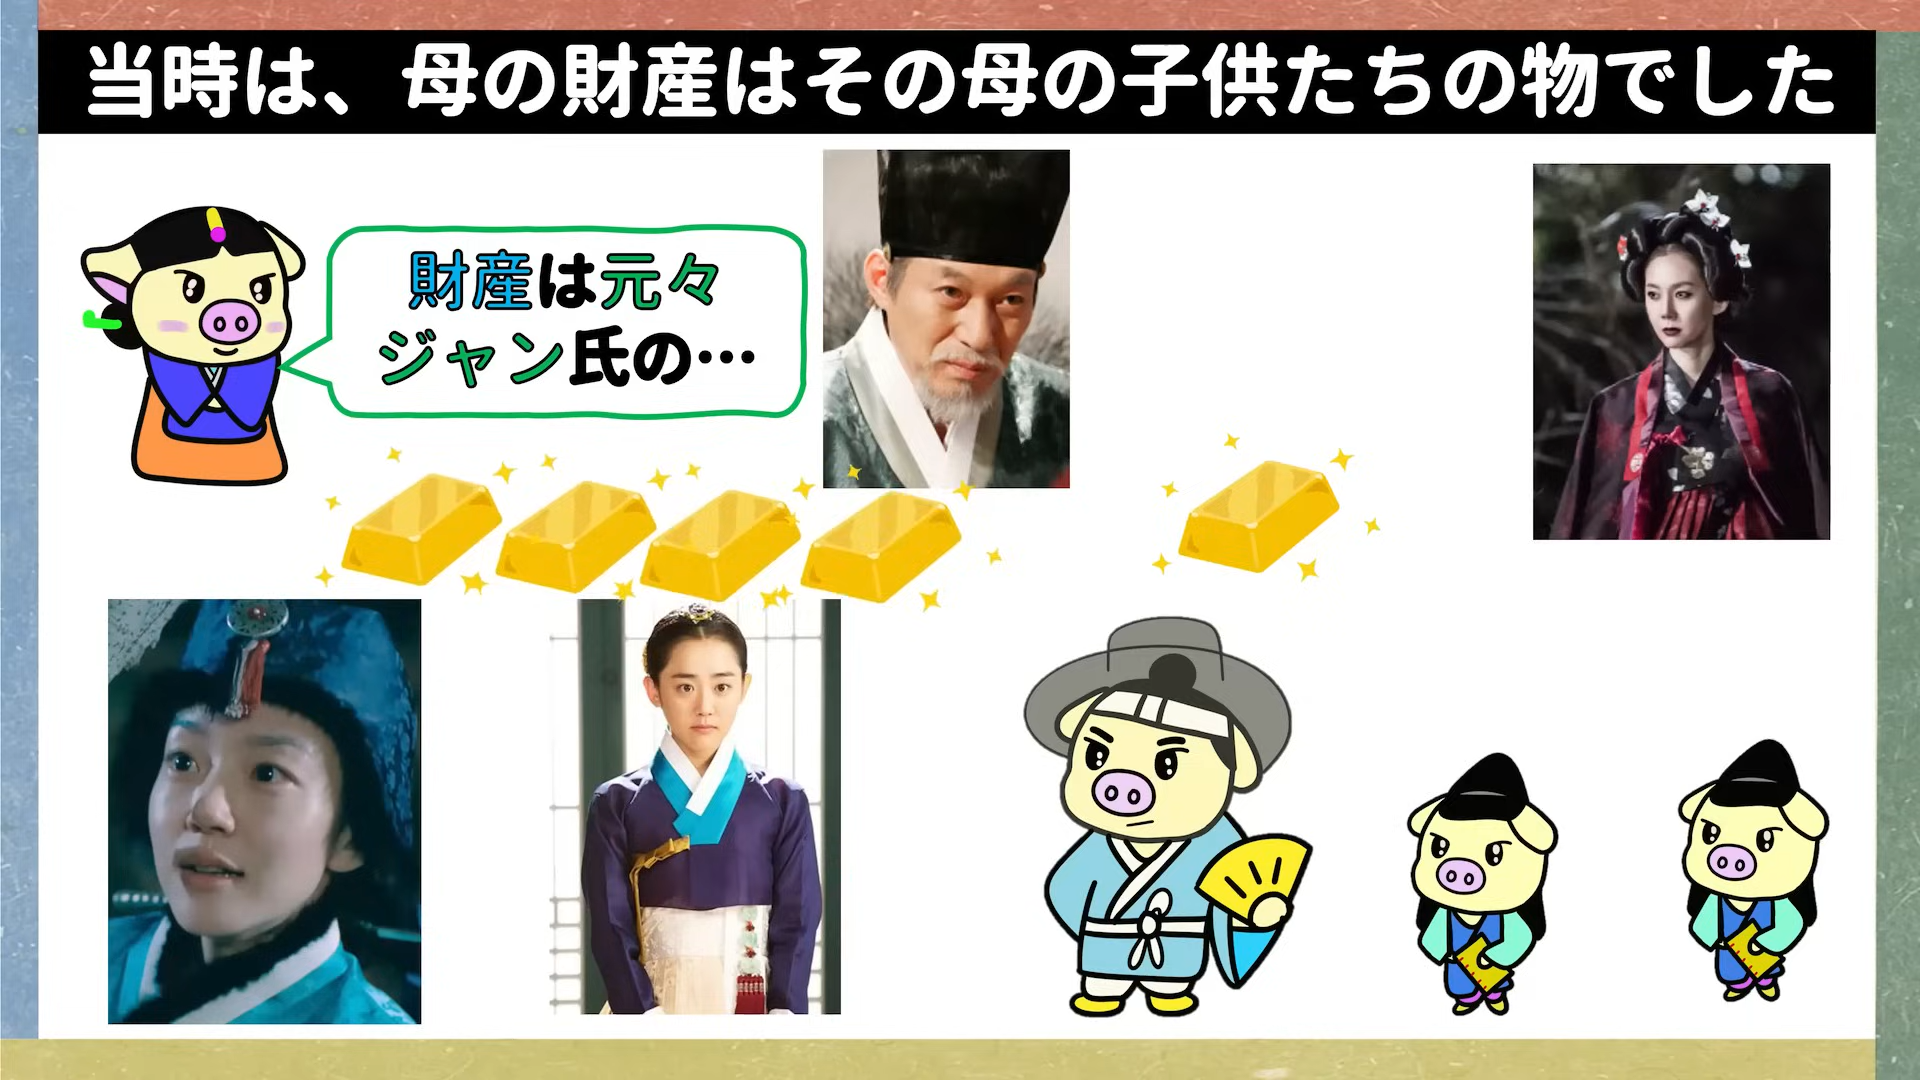 当時は、母の財産はその母の子供たちの物でした
財産は元々
ジャン氏の…